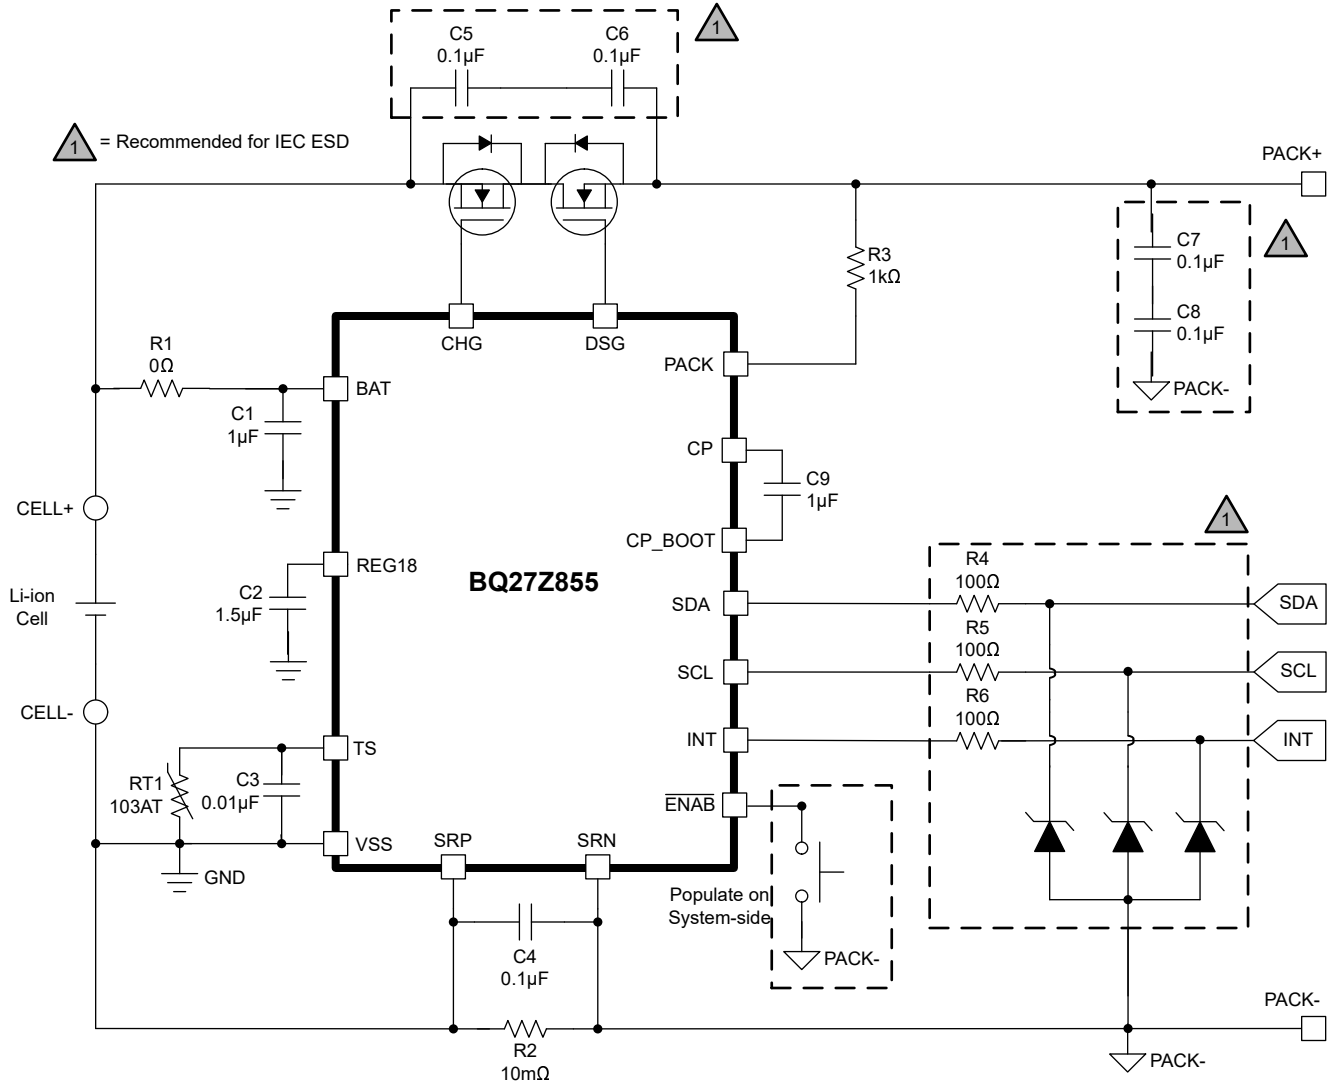 C5
0.1µF
C6
0.1µF
1
1
= Recommended for IEC ESD
PACK+
R3
1kΩ
C7
0.1µF
1
C8
0.1µF
PACK-
CHG
DSG
PACK
R1
0Ω
BAT
C1
1µF
CP
C9
1µF
CP_BOOT
CELL+
REG18
BQ27Z855
C2
1.5µF
Li-ion
Cell
1
R4
100Ω
SDA
SDA
R5
100Ω
SCL
SCL
R6
100Ω
INT
INT
CELL-
TS
RT1
103AT
C3
0.01µF
ENAB
VSS
SRP
SRN
GND
Populate on
System-side
PACK-
C4
0.1µF
PACK-
R2
10mΩ
PACK-